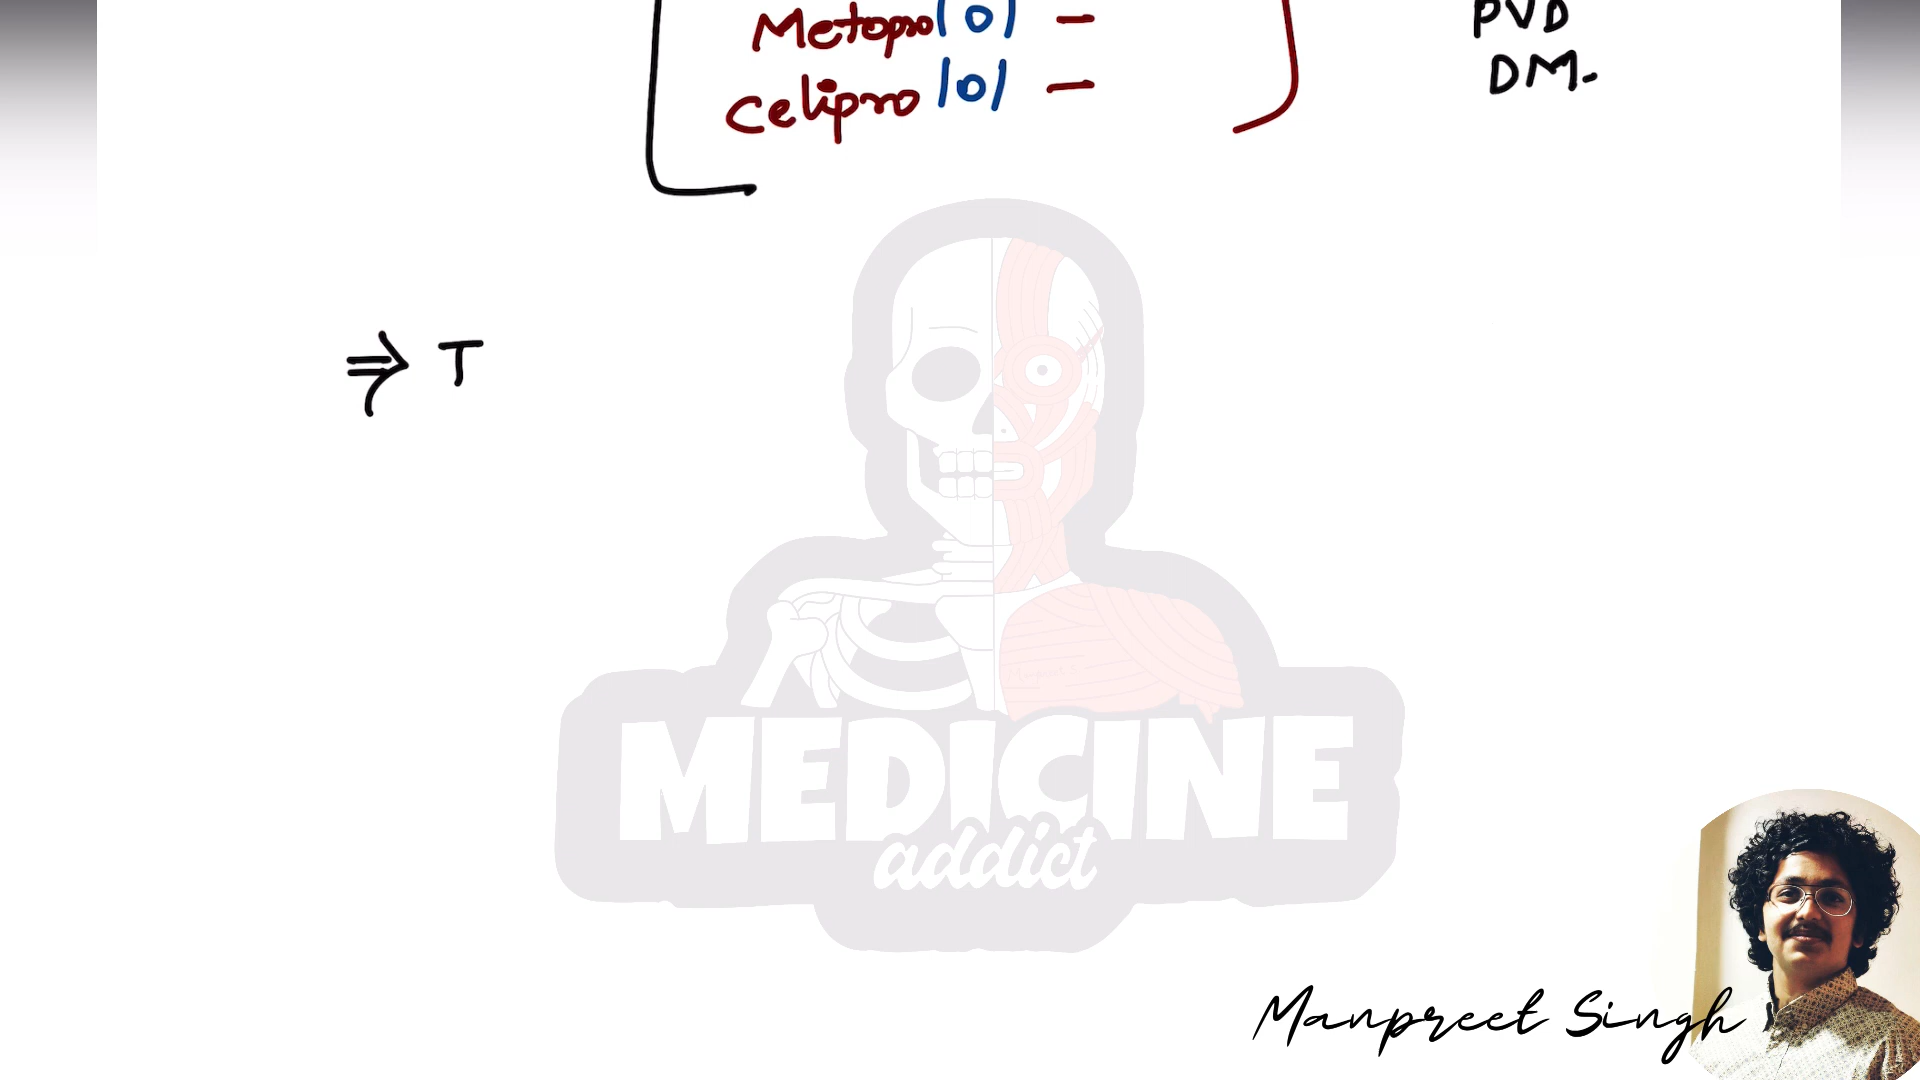 Metoprolol –
Celiprolol –
PVD
DM.
⇒ T
MEDICINE
addict
Manpreet Singh